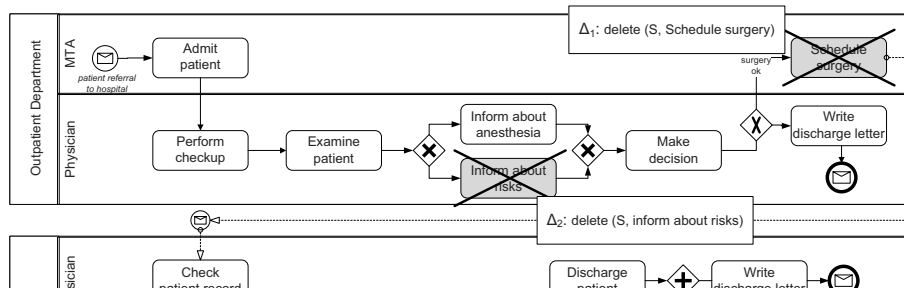 Δ1: delete (S, Schedule surgery)
Outpatient Department
MTA
patient referral
to hospital
Admit
patient
surgery
ok
Schedule
surgery
Physician
Perform
checkup
Examine
patient
Inform about
anesthesia
Inform about
risks
Make
decision
Write
discharge letter
Δ2: delete (S, inform about risks)
sician
Check
patient record
Discharge
patient
Write
discharge letter